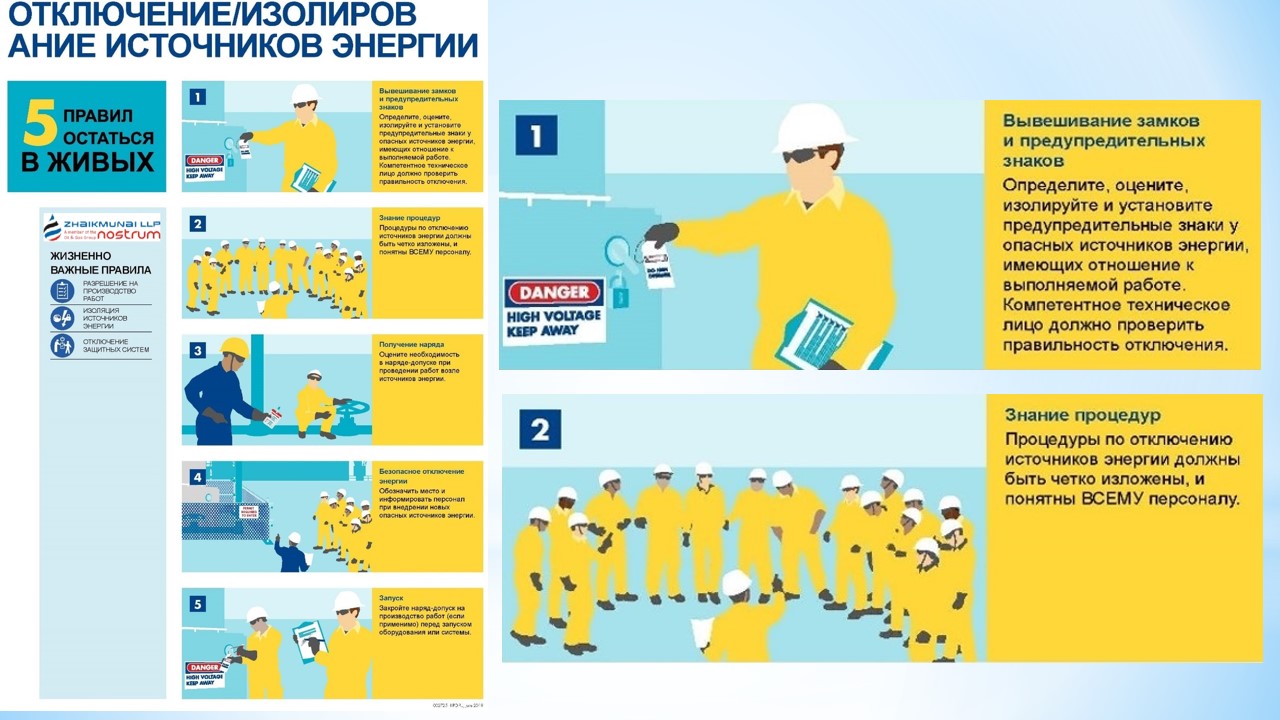 ОТКЛЮЧЕНИЕ/ИЗОЛИРОВ
АНИЕ ИСТОЧНИКОВ ЭНЕРГИИ
5 ПРАВИЛ
ОСТАТЬСЯ
В ЖИВЫХ
ZHAIKMUNAI LLP
A member of the
Oil & Gas Group
nostrum
ЖИЗНЕННО
ВАЖНЫЕ ПРАВИЛА
РАЗРЕШЕНИЕ НА
ПРОИЗВОДСТВО
РАБОТ
ИЗОЛЯЦИЯ
ИСТОЧНИКОВ
ЭНЕРГИИ
ОТКЛЮЧЕНИЕ
ЗАЩИТНЫХ СИСТЕМ
1
DANGER
HIGH VOLTAGE
KEEP AWAY
Вывешивание замков
и предупредительных
знаков
Определите, оцените,
изолируйте и установите
предупредительные знаки у
опасных источников энергии,
имеющих отношение к
выполняемой работе.
Компетентное техническое
лицо должно проверить
правильность отключения.
2
Знание процедур
Процедуры по отключению
источников энергии должны
быть четко изложены, и
понятны ВСЕМУ персоналу.
3
Получение наряда
Оцените необходимость
в наряде-допуске при
проведении работ возле
источников энергии.
4
Безопасное отключение
энергии
Обозначить место и
информировать персонал
при внедрении новых
опасных источников энергии.
5
DANGER
HIGH VOLTAGE
KEEP AWAY
Запуск
Закройте наряд-допуск на
производство работ (если
применимо) перед запуском
оборудования или системы.
1
DANGER
HIGH VOLTAGE
KEEP AWAY
Вывешивание замков
и предупредительных
знаков
Определите, оцените,
изолируйте и установите
предупредительные знаки у
опасных источников энергии,
имеющих отношение к
выполняемой работе.
Компетентное техническое
лицо должно проверить
правильность отключения.
2
Знание процедур
Процедуры по отключению
источников энергии должны
быть четко изложены, и
понятны ВСЕМУ персоналу.